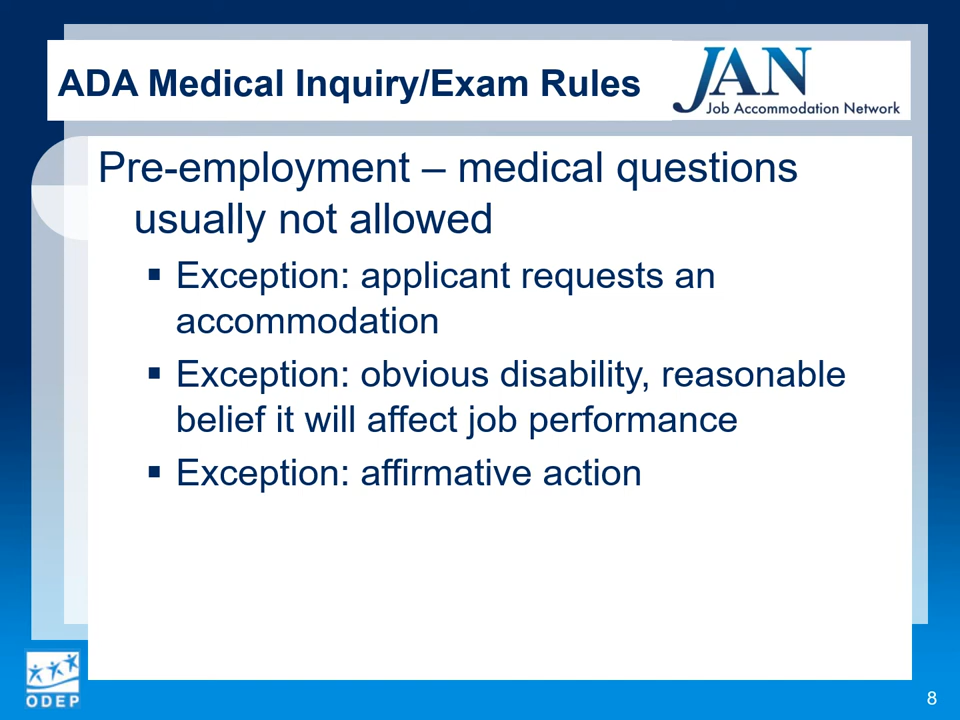 ADA Medical Inquiry/Exam Rules
JAN
Job Accommodation Network
Pre-employment – medical questions
usually not allowed
▪ Exception: applicant requests an
accommodation
▪ Exception: obvious disability, reasonable
belief it will affect job performance
▪ Exception: affirmative action
ODEP
8